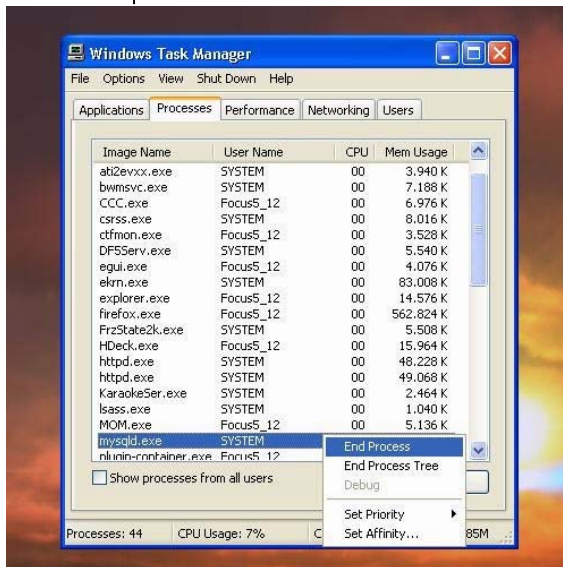 Windows Task Manager
File Options View Shut Down Help
Applications Processes Performance Networking Users
Image Name User Name CPU Mem Usage
ati2evxx.exe SYSTEM 00 3.940 K
bwmsvc.exe SYSTEM 00 7.188 K
CCC.exe Focus5_12 00 6.976 K
csrss.exe SYSTEM 00 8.016 K
ctfmon.exe Focus5_12 00 3.528 K
DF5Serv.exe SYSTEM 00 5.540 K
egui.exe Focus5_12 00 4.076 K
ekrn.exe SYSTEM 00 83.008 K
explorer.exe Focus5_12 00 14.576 K
firefox.exe Focus5_12 00 562.824 K
FrzState2k.exe SYSTEM 00 5.508 K
HDeck.exe Focus5_12 00 15.964 K
httpd.exe SYSTEM 00 48.228 K
httpd.exe SYSTEM 00 49.068 K
KaraokeSer.exe SYSTEM 00 2.464 K
lsass.exe SYSTEM 00 1.040 K
MOM.exe Focus5_12 00 5.136 K
mysqld.exe SYSTEM
plugin-container.exe Focus5_12
End Process
End Process Tree
Debug
Set Priority
Set Affinity...
Show processes from all users
Processes: 44 CPU Usage: 7% C 85M